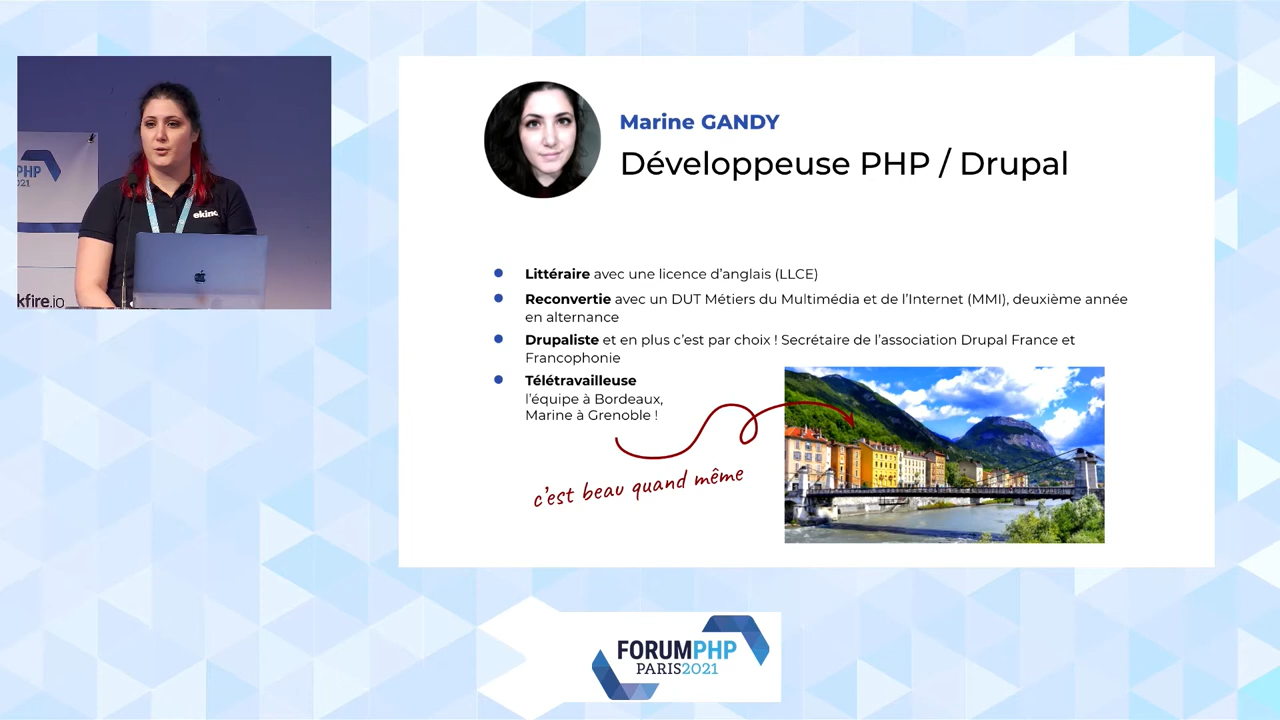 PHP
2021
ekino
kfire.io
Marine GANDY
Développeuse PHP / Drupal
Littéraire avec une licence d'anglais (LLCE)
Reconvertie avec un DUT Métiers du Multimédia et de l'Internet (MMI), deuxième année
en alternance
Drupaliste et en plus c'est par choix ! Secrétaire de l'association Drupal France et
Francophonie
Télétravailleuse
l'équipe à Bordeaux,
Marine à Grenoble !
c'est beau quand même
FORUMPHP
PARIS2021